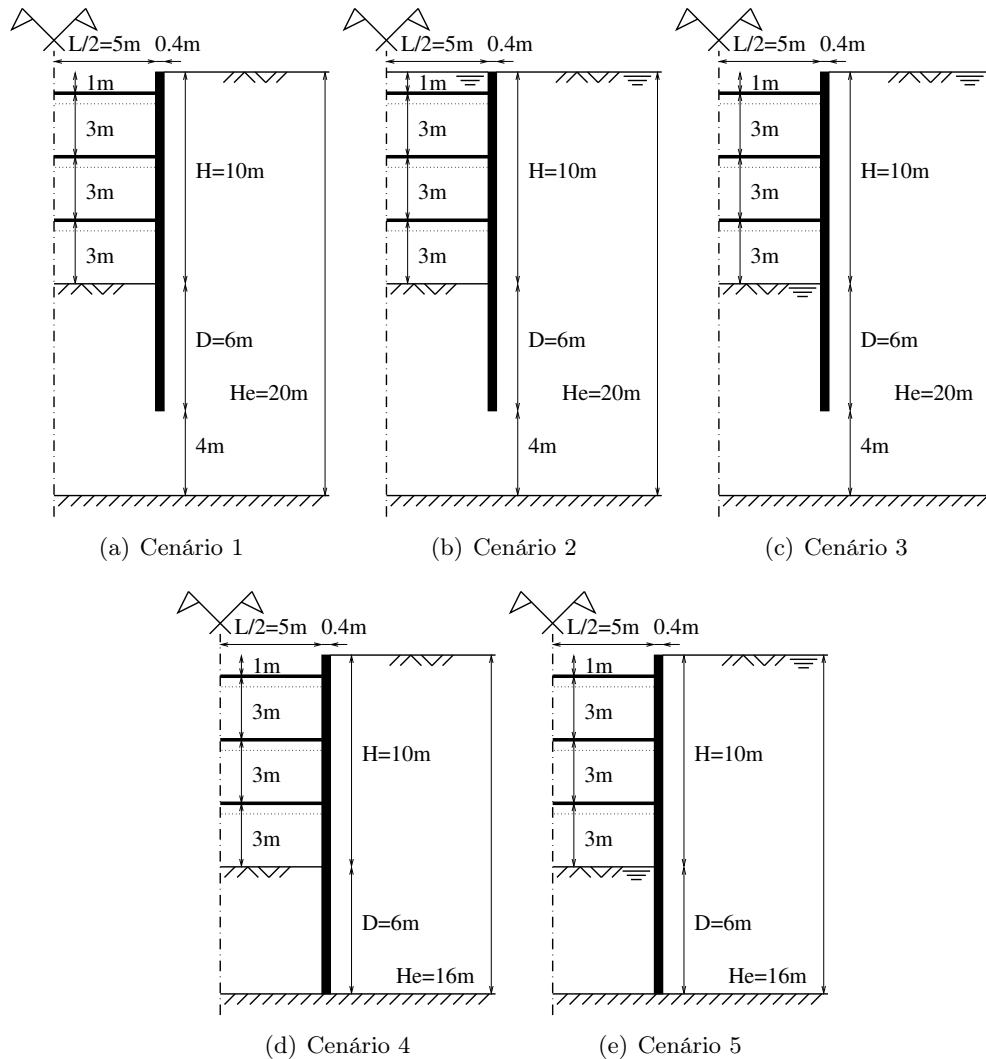 L/2=5m 0.4m
1m
3m
H=10m
3m
3m
D=6m
He=20m
4m
(a) Cenário 1
L/2=5m 0.4m
1m
3m
H=10m
3m
3m
D=6m
He=20m
4m
(b) Cenário 2
L/2=5m 0.4m
1m
3m
H=10m
3m
3m
D=6m
He=20m
4m
(c) Cenário 3
L/2=5m 0.4m
1m
3m
H=10m
3m
3m
D=6m
He=16m
(d) Cenário 4
L/2=5m 0.4m
1m
3m
H=10m
3m
3m
D=6m
He=16m
(e) Cenário 5